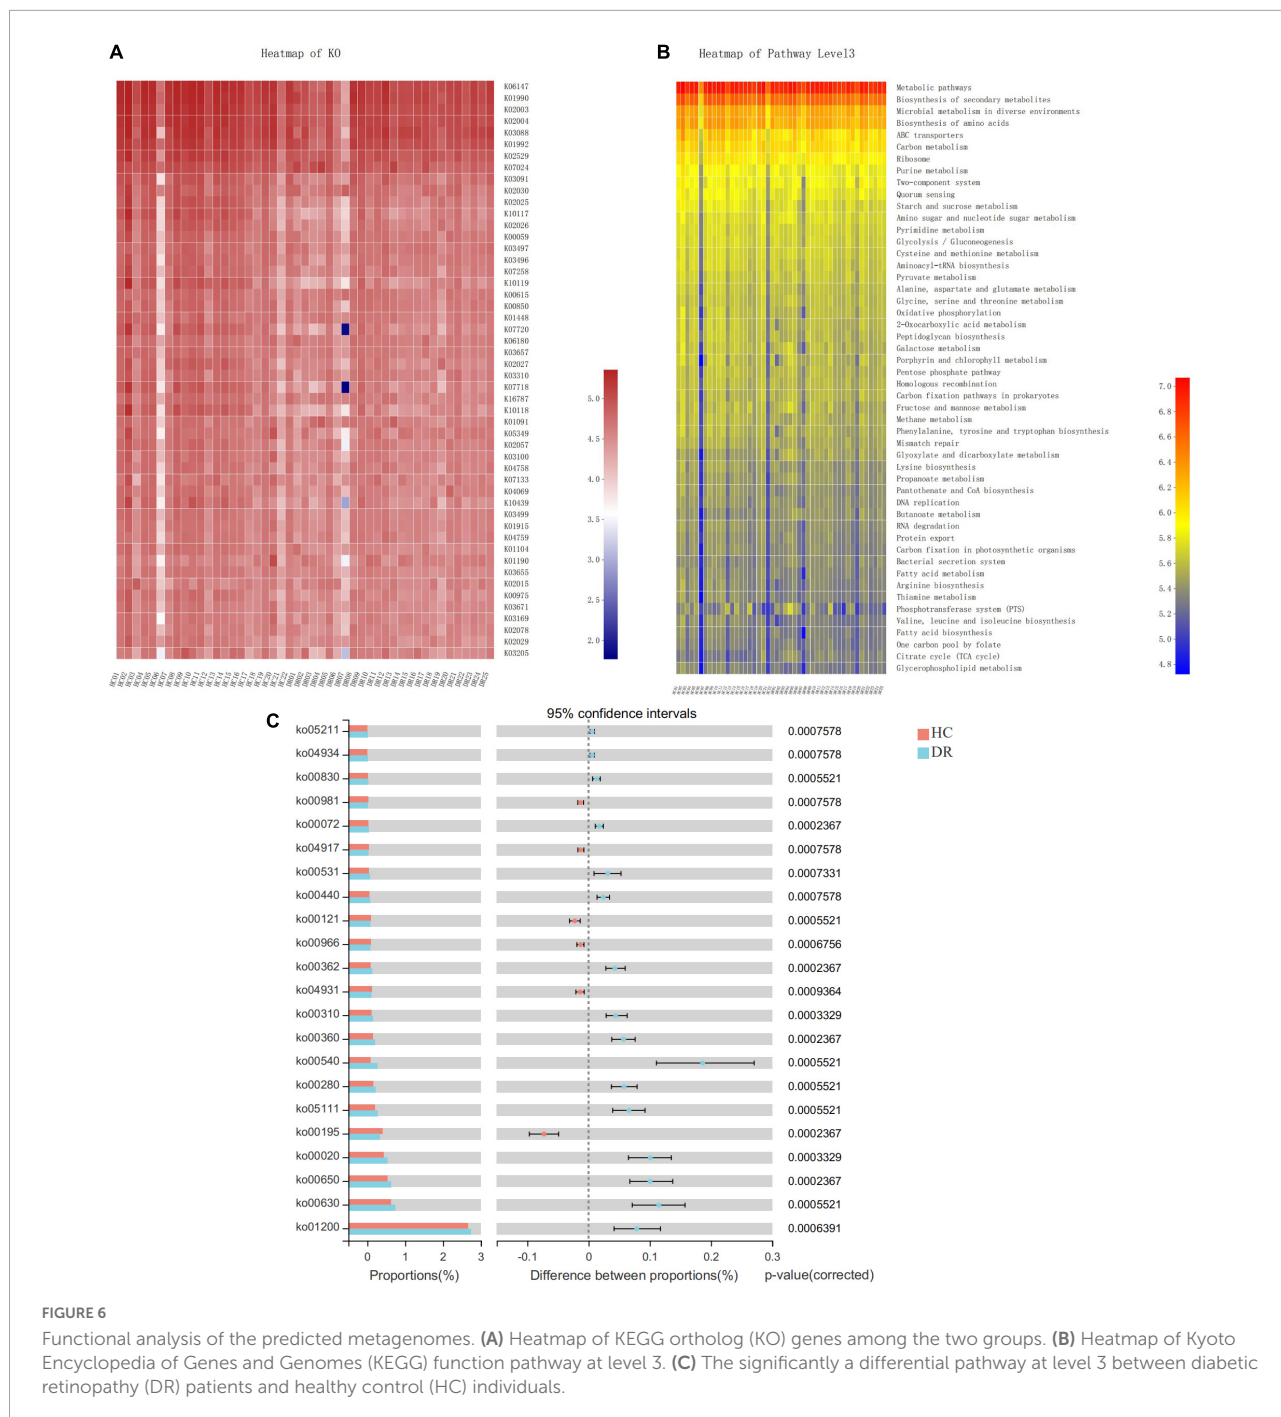 A
Heatmap of KO
K06147
K01990
K02003
K02004
K03088
K01992
K02529
K07024
K03091
K02030
K02025
K10117
K02026
K00059
K03497
K03496
K07258
K10119
K00615
K00850
K01448
K07720
K06180
K03657
K02027
K03310
K07718
K16787
K10118
K01091
K05349
K02057
K03100
K04758
K07133
K04069
K10439
K03499
K01915
K04759
K01104
K01190
K03655
K02015
K00975
K03671
K03169
K02078
K02029
K03205
5.0
4.5
4.0
3.5
3.0
2.5
2.0
B
Heatmap of Pathway Level3
Metabolic pathways
Biosynthesis of secondary metabolites
Microbial metabolism in diverse environments
Biosynthesis of amino acids
ABC transporters
Carbon metabolism
Ribosome
Purine metabolism
Two-component system
Quorum sensing
Starch and sucrose metabolism
Amino sugar and nucleotide sugar metabolism
Pyrimidine metabolism
Glycolysis / Gluconeogenesis
Cysteine and methionine metabolism
Aminoacyl-tRNA biosynthesis
Pyruvate metabolism
Alanine, aspartate and glutamate metabolism
Glycine, serine and threonine metabolism
Oxidative phosphorylation
2-Oxocarboxylic acid metabolism
Peptidoglycan biosynthesis
Galactose metabolism
Porphyrin and chlorophyll metabolism
Pentose phosphate pathway
Homologous recombination
Carbon fixation pathways in prokaryotes
Fructose and mannose metabolism
Methane metabolism
Phenylalanine, tyrosine and tryptophan biosynthesis
Mismatch repair
Glyoxylate and dicarboxylate metabolism
Lysine biosynthesis
Propanoate metabolism
Pantothenate and CoA biosynthesis
DNA replication
Butanoate metabolism
RNA degradation
Protein export
Carbon fixation in photosynthetic organisms
Bacterial secretion system
Fatty acid metabolism
Arginine biosynthesis
Thiamine metabolism
Phosphotransferase system (PTS)
Valine, leucine and isoleucine biosynthesis
Fatty acid biosynthesis
One carbon pool by folate
Citrate cycle (TCA cycle)
Glycerophospholipid metabolism
7.0
6.8
6.6
6.4
6.2
6.0
5.8
5.6
5.4
5.2
5.0
4.8
C
95% confidence intervals
HC
DR
ko05211 0.0007578
ko04934 0.0007578
ko00830 0.0005521
ko00981 0.0007578
ko00072 0.0002367
ko04917 0.0007578
ko00531 0.0007331
ko00440 0.0007578
ko00121 0.0005521
ko00966 0.0006756
ko00362 0.0002367
ko04931 0.0009364
ko00310 0.0003329
ko00360 0.0002367
ko00540 0.0005521
ko00280 0.0005521
ko05111 0.0005521
ko00195 0.0002367
ko00020 0.0003329
ko00650 0.0002367
ko00630 0.0005521
ko01200 0.0006391
0 1 2 3 -0.1 0 0.1 0.2 0.3
Proportions(%) Difference between proportions(%) p-value(corrected)
FIGURE 6
Functional analysis of the predicted metagenomes. (A) Heatmap of KEGG ortholog (KO) genes among the two groups. (B) Heatmap of Kyoto
Encyclopedia of Genes and Genomes (KEGG) function pathway at level 3. (C) The significantly a differential pathway at level 3 between diabetic
retinopathy (DR) patients and healthy control (HC) individuals.